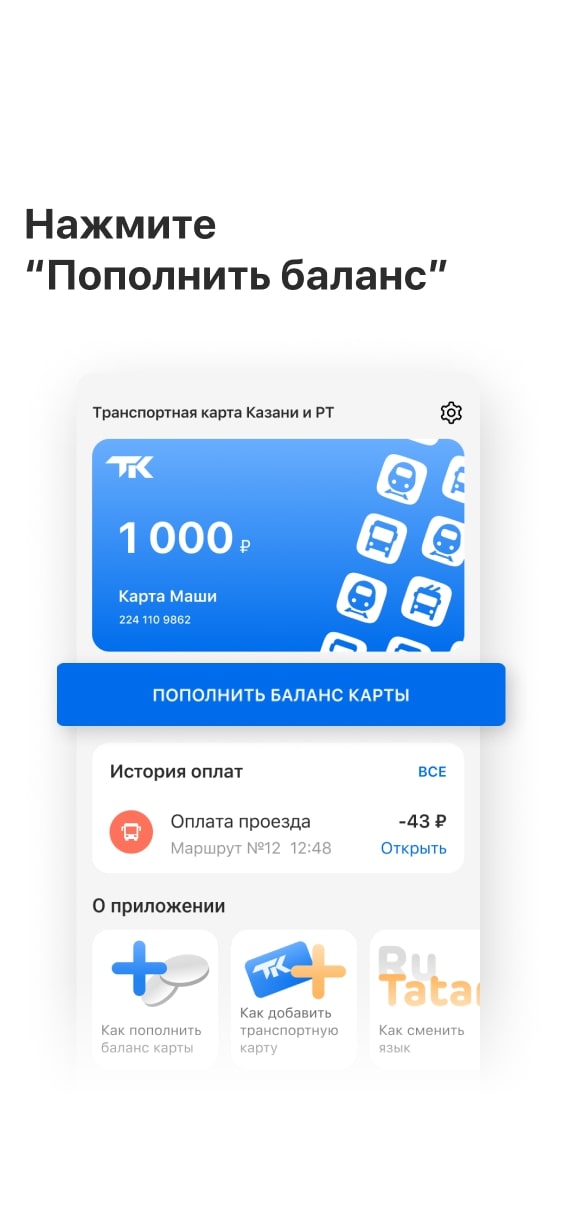 Нажмите
“Пополнить баланс”
Транспортная карта Казани и РТ
ТК
1 000 ₽
Карта Маши
224 110 9862
ПОПОЛНИТЬ БАЛАНС КАРТЫ
История оплат ВСЕ
Оплата проезда -43 ₽
Маршрут №12 12:48 Открыть
О приложении
Как пополнить
баланс карты
ТК
Как добавить
транспортную
карту
Ru
Tatar
Как сменить
язык